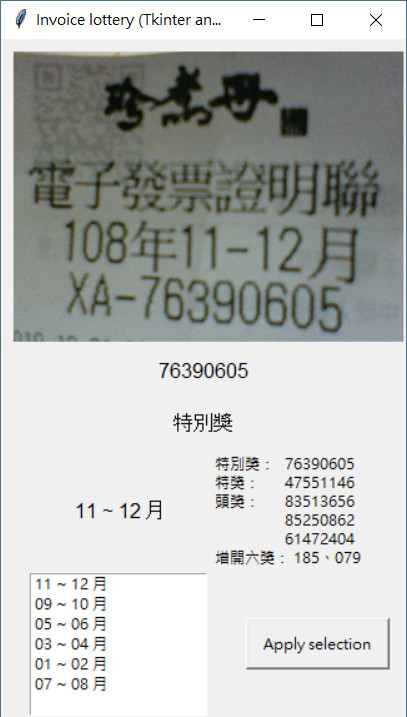 Invoice lottery (Tkinter an...
珍煮丹
電子發票證明聯
108年11-12月
XA-76390605
76390605
特別獎
11 ~ 12 月
特別獎： 76390605
特獎： 47551146
頭獎： 83513656
85250862
61472404
增開六獎： 185、079
11 ~ 12 月
09 ~ 10 月
05 ~ 06 月
03 ~ 04 月
01 ~ 02 月
07 ~ 08 月
Apply selection